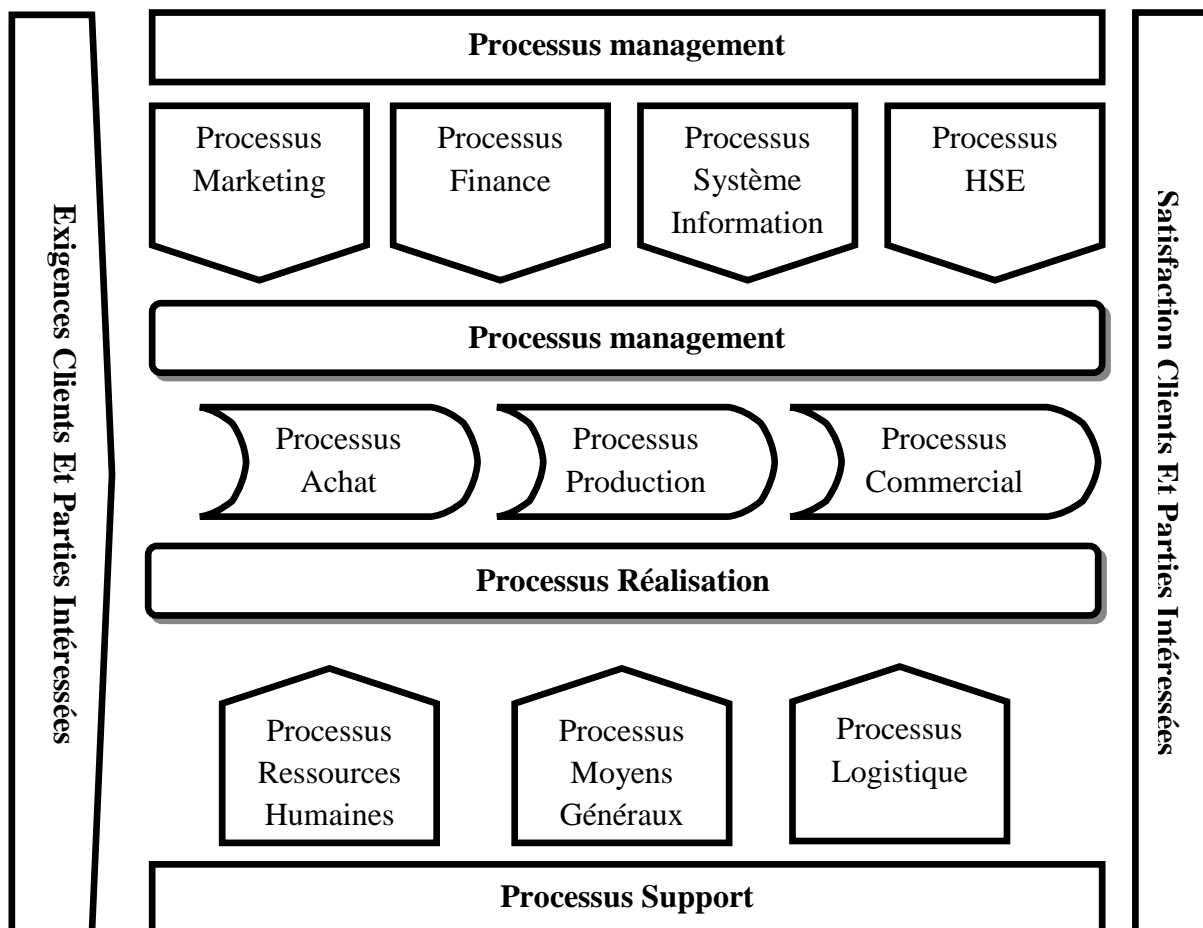 Exigences Clients Et Parties Intéressées
Processus management
Processus
Marketing
Processus
Finance
Processus
Système
Information
Processus
HSE
Processus management
Processus
Achat
Processus
Production
Processus
Commercial
Processus Réalisation
Processus
Ressources
Humaines
Processus
Moyens
Généraux
Processus
Logistique
Processus Support
Satisfaction Clients Et Parties Intéressées